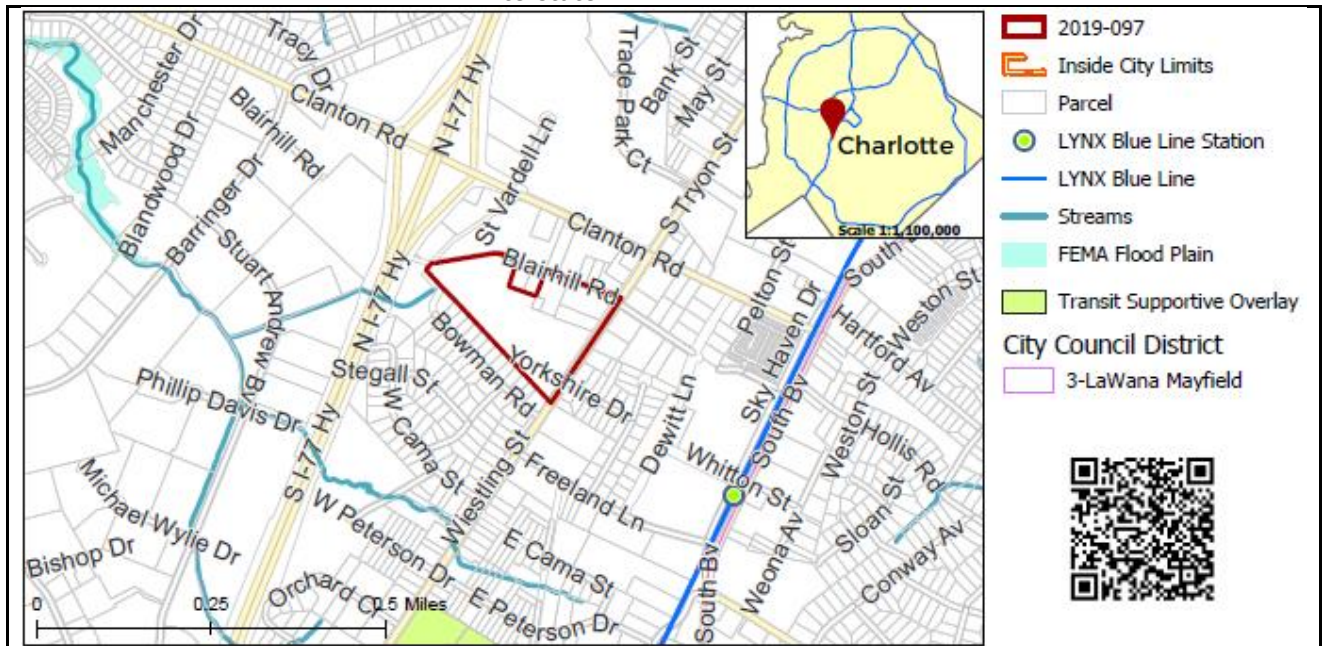 Manchester Dr
Tracy Dr
Clanton Rd
N I-77 Hy
Trade Park Ct
Bank St
May St
Blairhill Rd
Blandwood Dr
Barringer Dr
Stuart Andrew Bv
St Vardell Ln
S Tryon St
Clanton Rd
Blairhill Rd
N I-77 Hy
Bowman Rd
Yorkshire Dr
Stegall St
W Cama St
Phillip Davis Dr
S I-77 Hy
Michael Wylie Dr
Bishop Dr
Wiestling St
Freeland Ln
Dewitt Ln
W Peterson Dr
E Cama St
E Peterson Dr
Orchard Cr
Pelton St
Sky Haven Dr
South Bv
South Bv
Hartford Av
Weston St
Weston St
Whitton St
Hollis Rd
Sloan St
Conway Av
Weona Av
South Bv
0 0.25 0.5 Miles
Charlotte
Scale 1:1,100,000
2019-097
Inside City Limits
Parcel
LYNX Blue Line Station
LYNX Blue Line
Streams
FEMA Flood Plain
Transit Supportive Overlay
City Council District
3-LaWana Mayfield